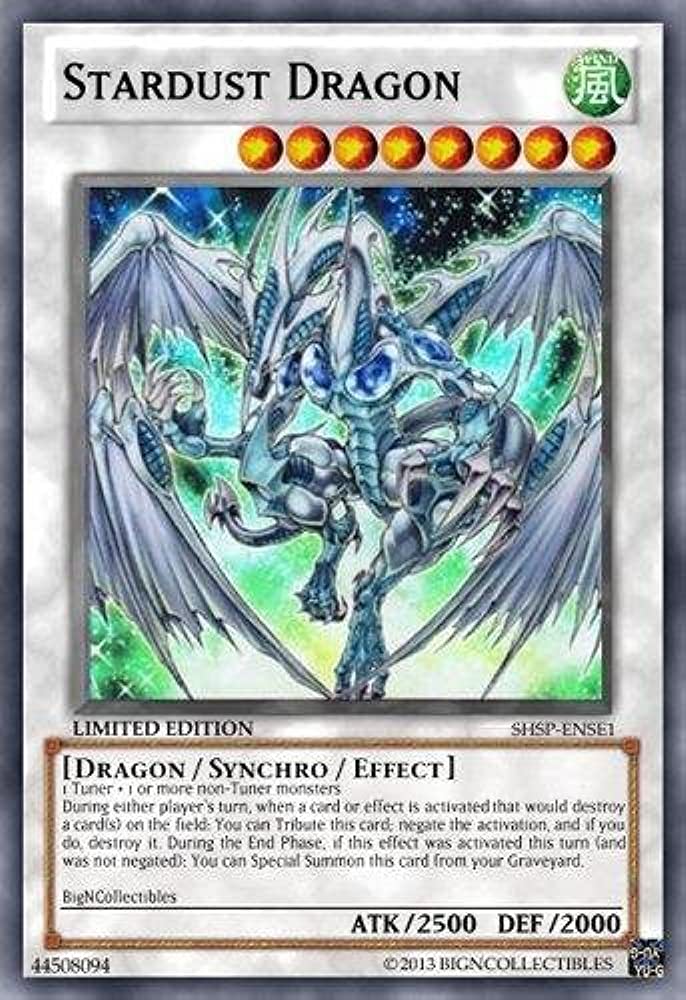 STARDUST DRAGON
嵐
LIMITED EDITION
SHSP-ENSE1
[DRAGON / SYNCHRO / EFFECT]
1 Tuner + 1 or more non-Tuner monsters
During either player's turn, when a card or effect is activated that would destroy
a card(s) on the field: You can Tribute this card; negate the activation, and if you
do, destroy it. During the End Phase, if this effect was activated this turn (and
was not negated): You can Special Summon this card from your Graveyard.
BigNCollectibles
ATK/2500 DEF/2000
44508094
©2013 BIGNCOLLECTIBLES